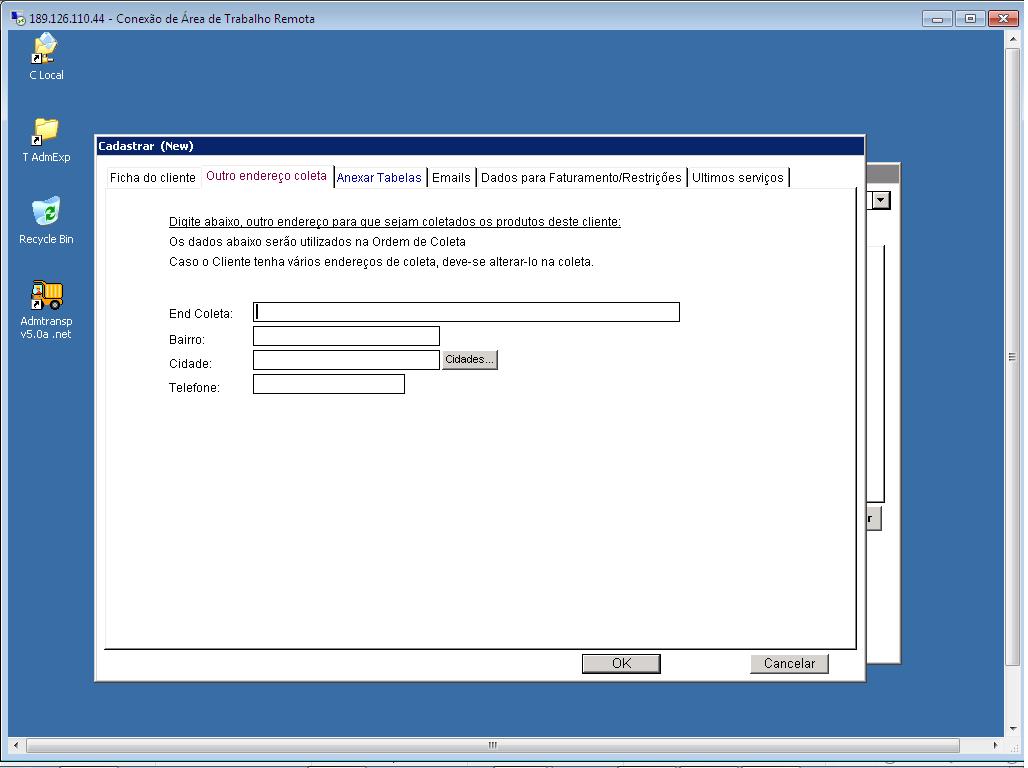 189.126.110.44 - Conexão de Área de Trabalho Remota
C Local
T AdmExp
Recycle Bin
Admtransp
v5.0a .net
Cadastrar (New)
Ficha do cliente
Outro endereço coleta
Anexar Tabelas
Emails
Dados para Faturamento/Restrições
Ultimos serviços
Digite abaixo, outro endereço para que sejam coletados os produtos deste cliente:
Os dados abaixo serão utilizados na Ordem de Coleta
Caso o Cliente tenha vários endereços de coleta, deve-se alterar-lo na coleta.
End Coleta:
Bairro:
Cidade:
Cidades...
Telefone:
r
OK
Cancelar